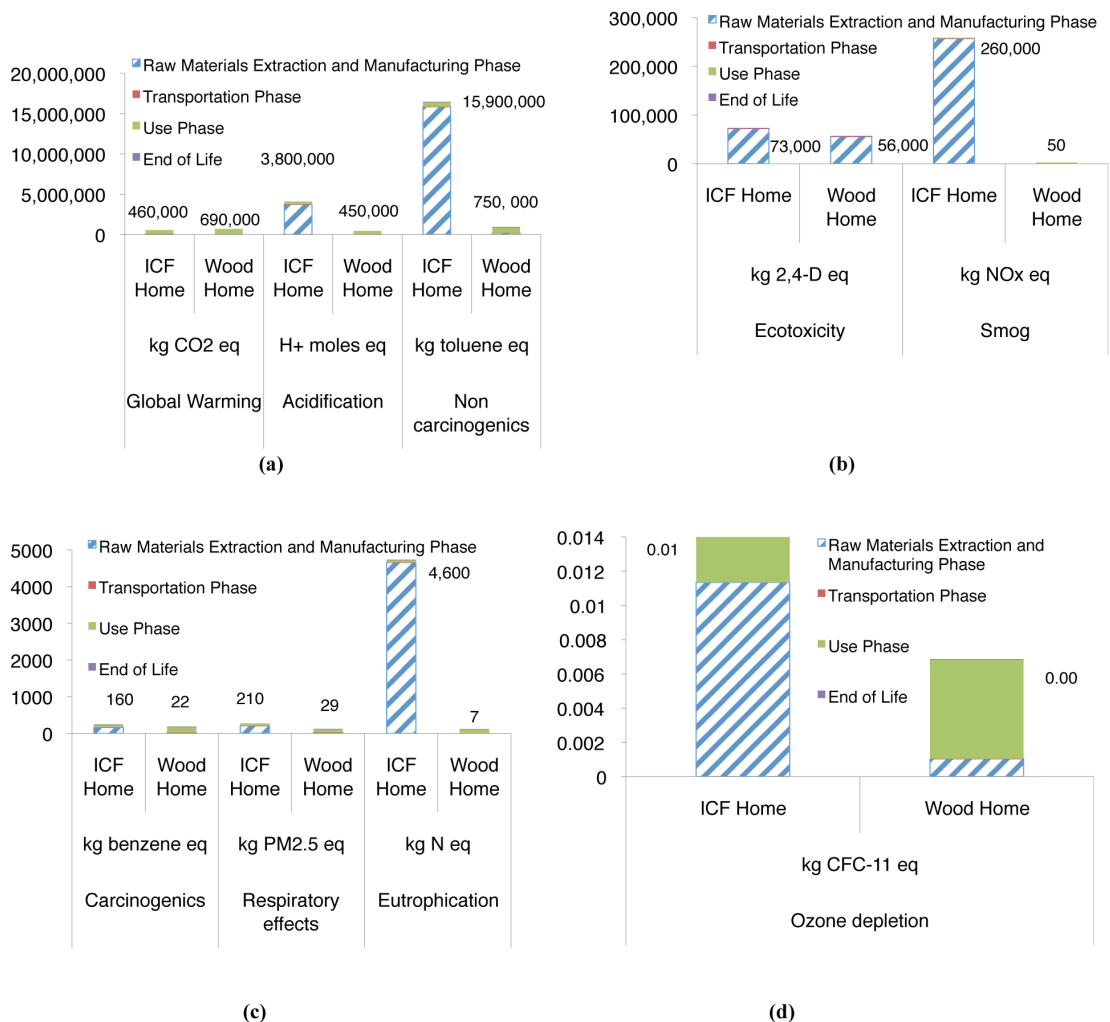 20,000,000
15,000,000
10,000,000
5,000,000
0
Raw Materials Extraction and Manufacturing Phase
Transportation Phase
Use Phase
End of Life
460,000
690,000
3,800,000
450,000
15,900,000
750, 000
ICF Home
Wood Home
ICF Home
Wood Home
ICF Home
Wood Home
kg CO2 eq
H+ moles eq
kg toluene eq
Global Warming
Acidification
Non carcinogenics
(a)
300,000
200,000
100,000
0
Raw Materials Extraction and Manufacturing Phase
Transportation Phase
Use Phase
End of Life
73,000
56,000
260,000
50
ICF Home
Wood Home
ICF Home
Wood Home
kg 2,4-D eq
kg NOx eq
Ecotoxicity
Smog
(b)
5000
4000
3000
2000
1000
0
Raw Materials Extraction and Manufacturing Phase
Transportation Phase
Use Phase
End of Life
160
22
210
29
4,600
7
ICF Home
Wood Home
ICF Home
Wood Home
ICF Home
Wood Home
kg benzene eq
kg PM2.5 eq
kg N eq
Carcinogenics
Respiratory effects
Eutrophication
(c)
0.014
0.012
0.01
0.008
0.006
0.004
0.002
0
0.01
Raw Materials Extraction and
Manufacturing Phase
Transportation Phase
Use Phase
End of Life
0.00
ICF Home
Wood Home
kg CFC-11 eq
Ozone depletion
(d)